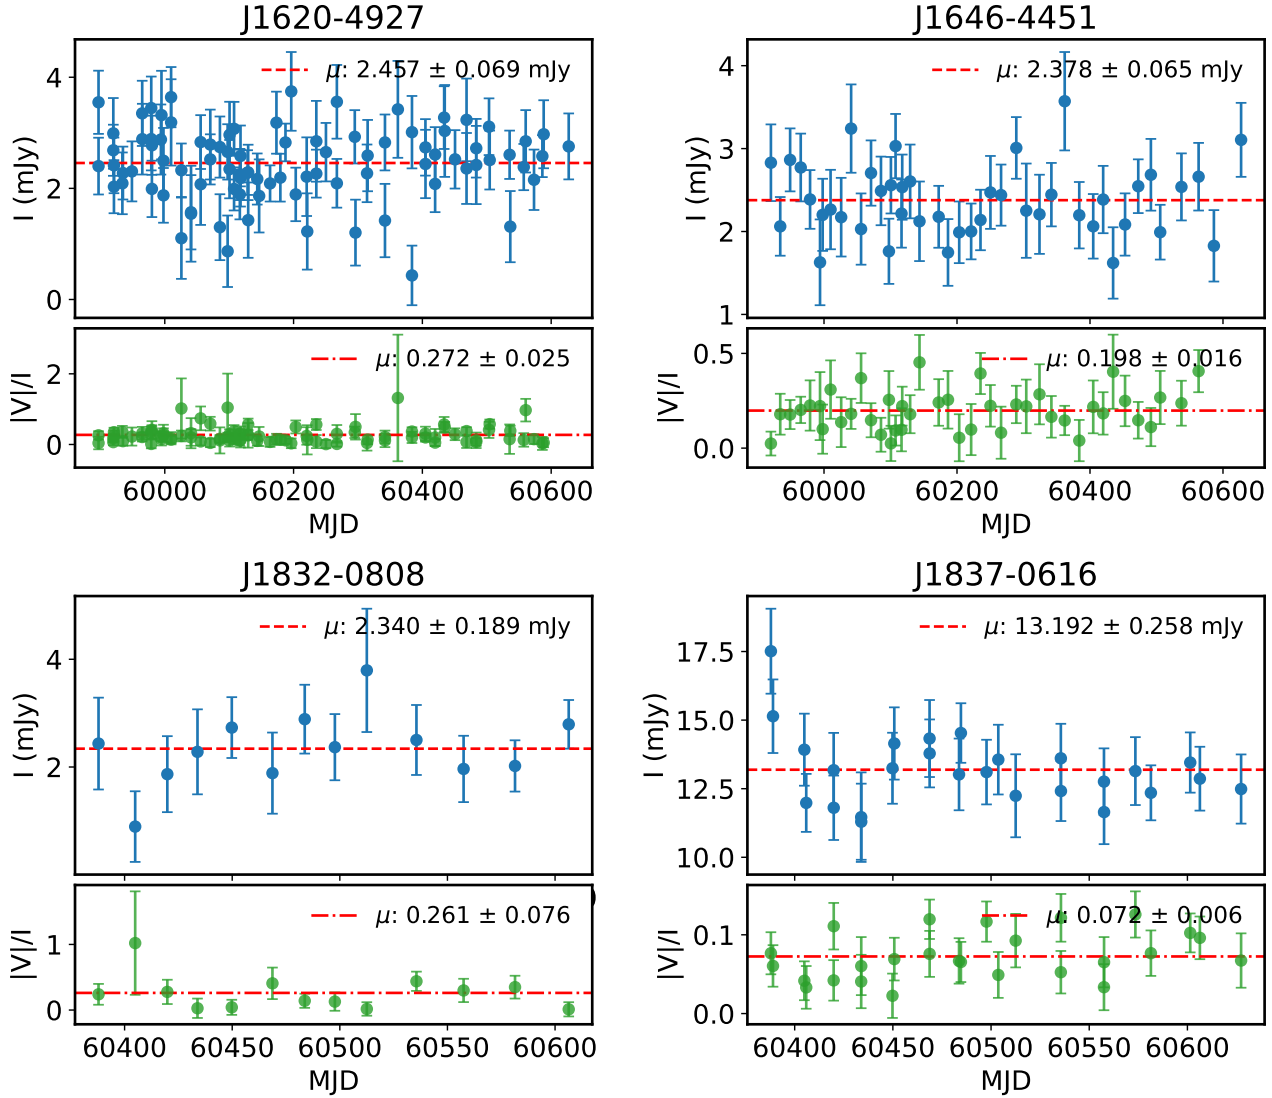 J1620-4927
4
2
0
I (mJy)
μ: 2.457 ± 0.069 mJy
2
0
|V|/I
μ: 0.272 ± 0.025
60000 60200 60400 60600
MJD
J1646-4451
4
3
2
1
I (mJy)
μ: 2.378 ± 0.065 mJy
0.5
0.0
|V|/I
μ: 0.198 ± 0.016
60000 60200 60400 60600
MJD
J1832-0808
4
2
I (mJy)
μ: 2.340 ± 0.189 mJy
1
0
|V|/I
μ: 0.261 ± 0.076
60400 60450 60500 60550 60600
MJD
J1837-0616
17.5
15.0
12.5
10.0
I (mJy)
μ: 13.192 ± 0.258 mJy
0.1
0.0
|V|/I
μ: 0.072 ± 0.006
60400 60450 60500 60550 60600
MJD